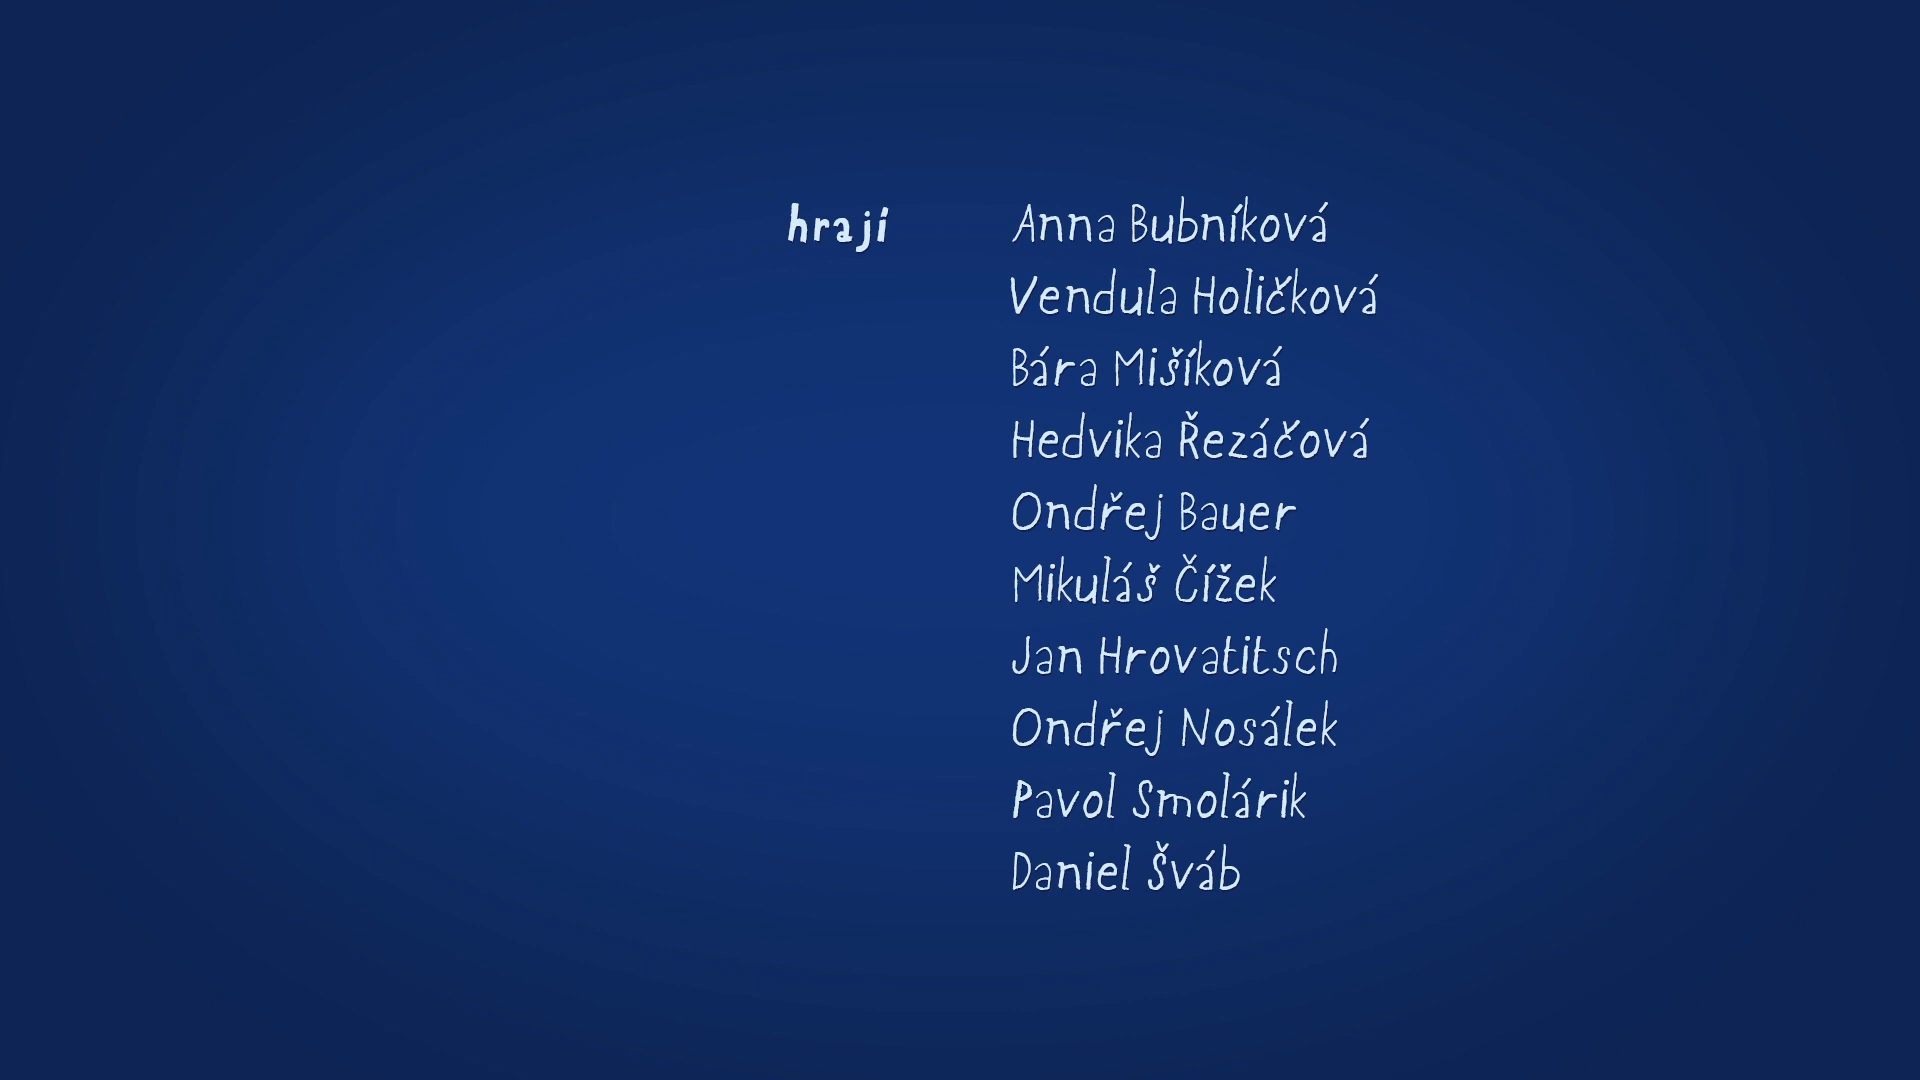 hrají Anna Bubníková
Vendula Holičková
Bára Mišíková
Hedvika Řezáčová
Ondřej Bauer
Mikuláš Čížek
Jan Hrovatitsch
Ondřej Nosálek
Pavol Smolárik
Daniel Šváb